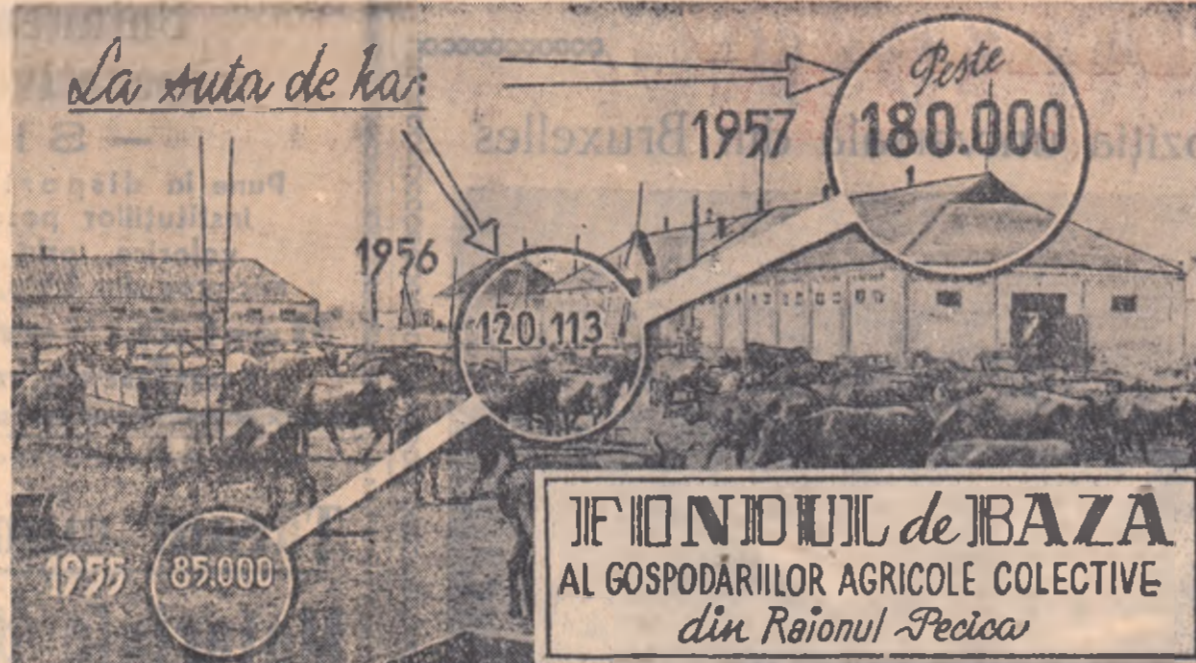 La suta de ha:
Peste
1957 180.000
1956
120.113
1955 85.000
FONDUL de BAZA
AL GOSPODARIILOR AGRICOLE COLECTIVE
din Raionul Pecica